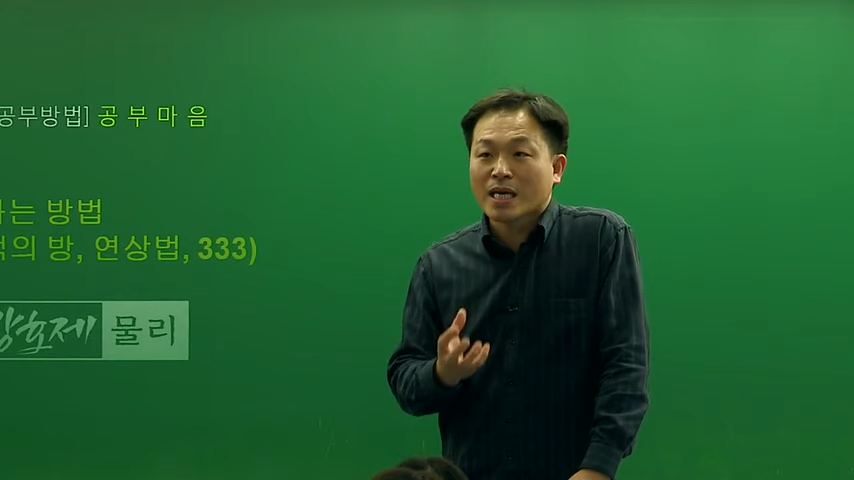 공부방법] 공 부 마 음
는 방법
의 방, 연상법, 333)
물리